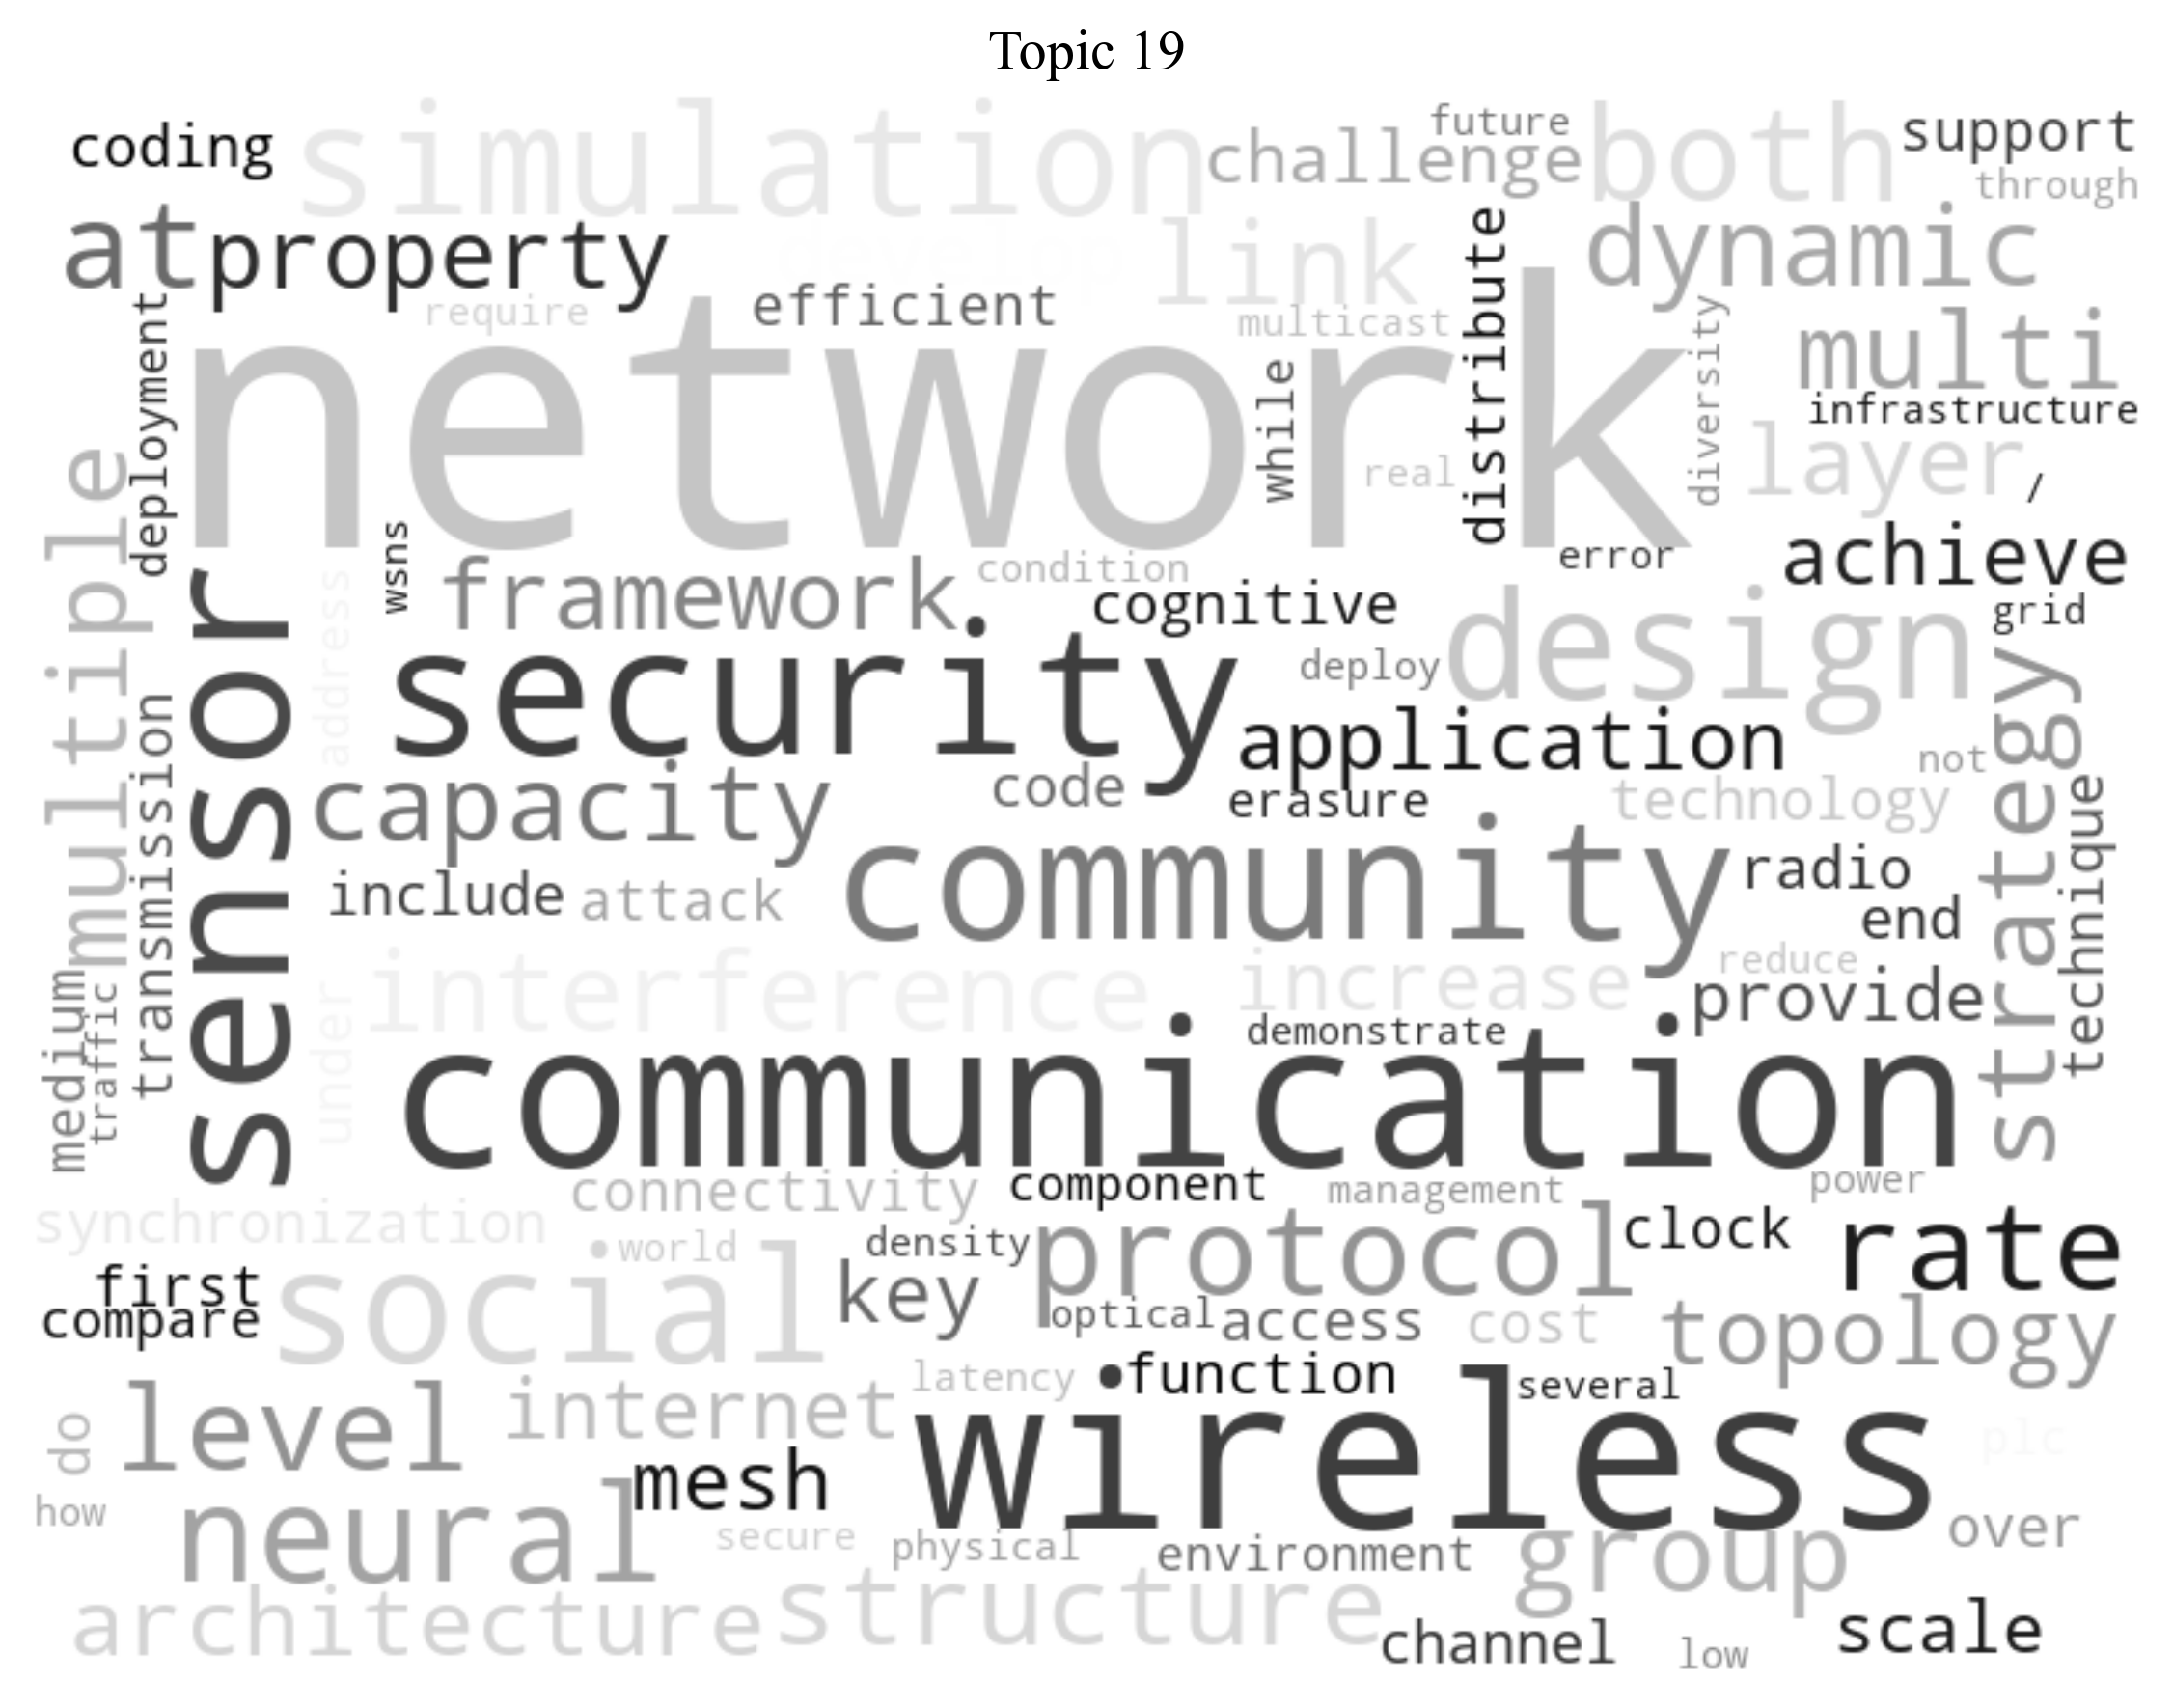 Topic 19
coding
simulation
challenge
future
both
support
through
at
property
link
distribute
dynamic
require
efficient
multicast
deployment
network
while
real
diversity
multi
infrastructure
layer
/
multiple
wsns
framework
condition
error
achieve
cognitive
grid
sensor
address
security
deploy
design
application
not
strategy
transmission
capacity
code
erasure
technology
technique
include
attack
community
radio
end
medium
traffic
under
interference
increase
reduce
provide
demonstrate
communication
synchronization
connectivity
component
management
power
world
density
protocol
clock
rate
first
compare
social
key
optical
access
cost
topology
level
internet
latency
function
several
do
wireless
plc
how
neural
mesh
secure
physical
environment
group
over
architecture
structure
channel
low
scale